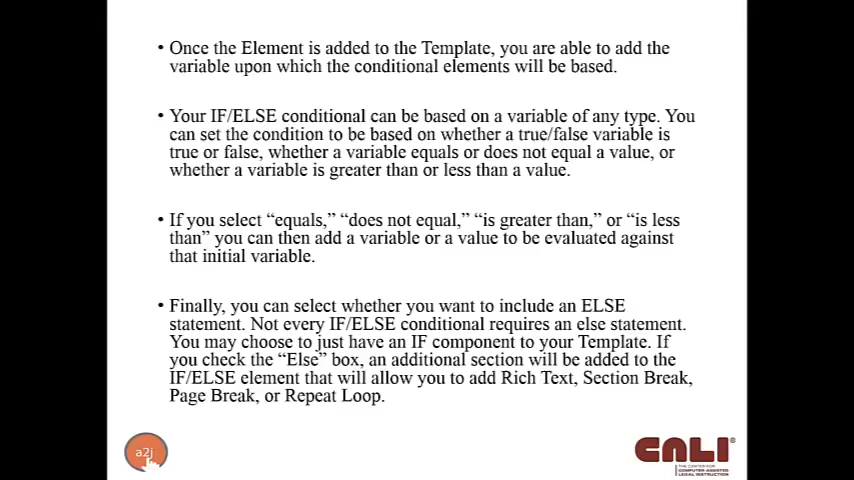 • Once the Element is added to the Template, you are able to add the
variable upon which the conditional elements will be based.
• Your IF/ELSE conditional can be based on a variable of any type. You
can set the condition to be based on whether a true/false variable is
true or false, whether a variable equals or does not equal a value, or
whether a variable is greater than or less than a value.
• If you select “equals,” “does not equal,” “is greater than,” or “is less
than” you can then add a variable or a value to be evaluated against
that initial variable.
• Finally, you can select whether you want to include an ELSE
statement. Not every IF/ELSE conditional requires an else statement.
You may choose to just have an IF component to your Template. If
you check the “Else” box, an additional section will be added to the
IF/ELSE element that will allow you to add Rich Text, Section Break,
Page Break, or Repeat Loop.
a2j
CALI®
THE CENTER FOR
COMPUTER-ASSISTED
LEGAL INSTRUCTION